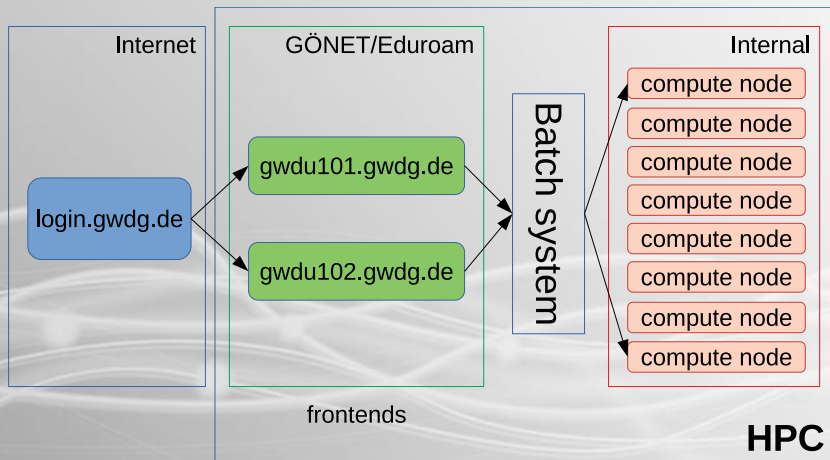 Internet
login.gwdg.de
GÖNET/Eduroam
gwdu101.gwdg.de
gwdu102.gwdg.de
frontends
Batch system
Internal
compute node
compute node
compute node
compute node
compute node
compute node
compute node
compute node
HPC